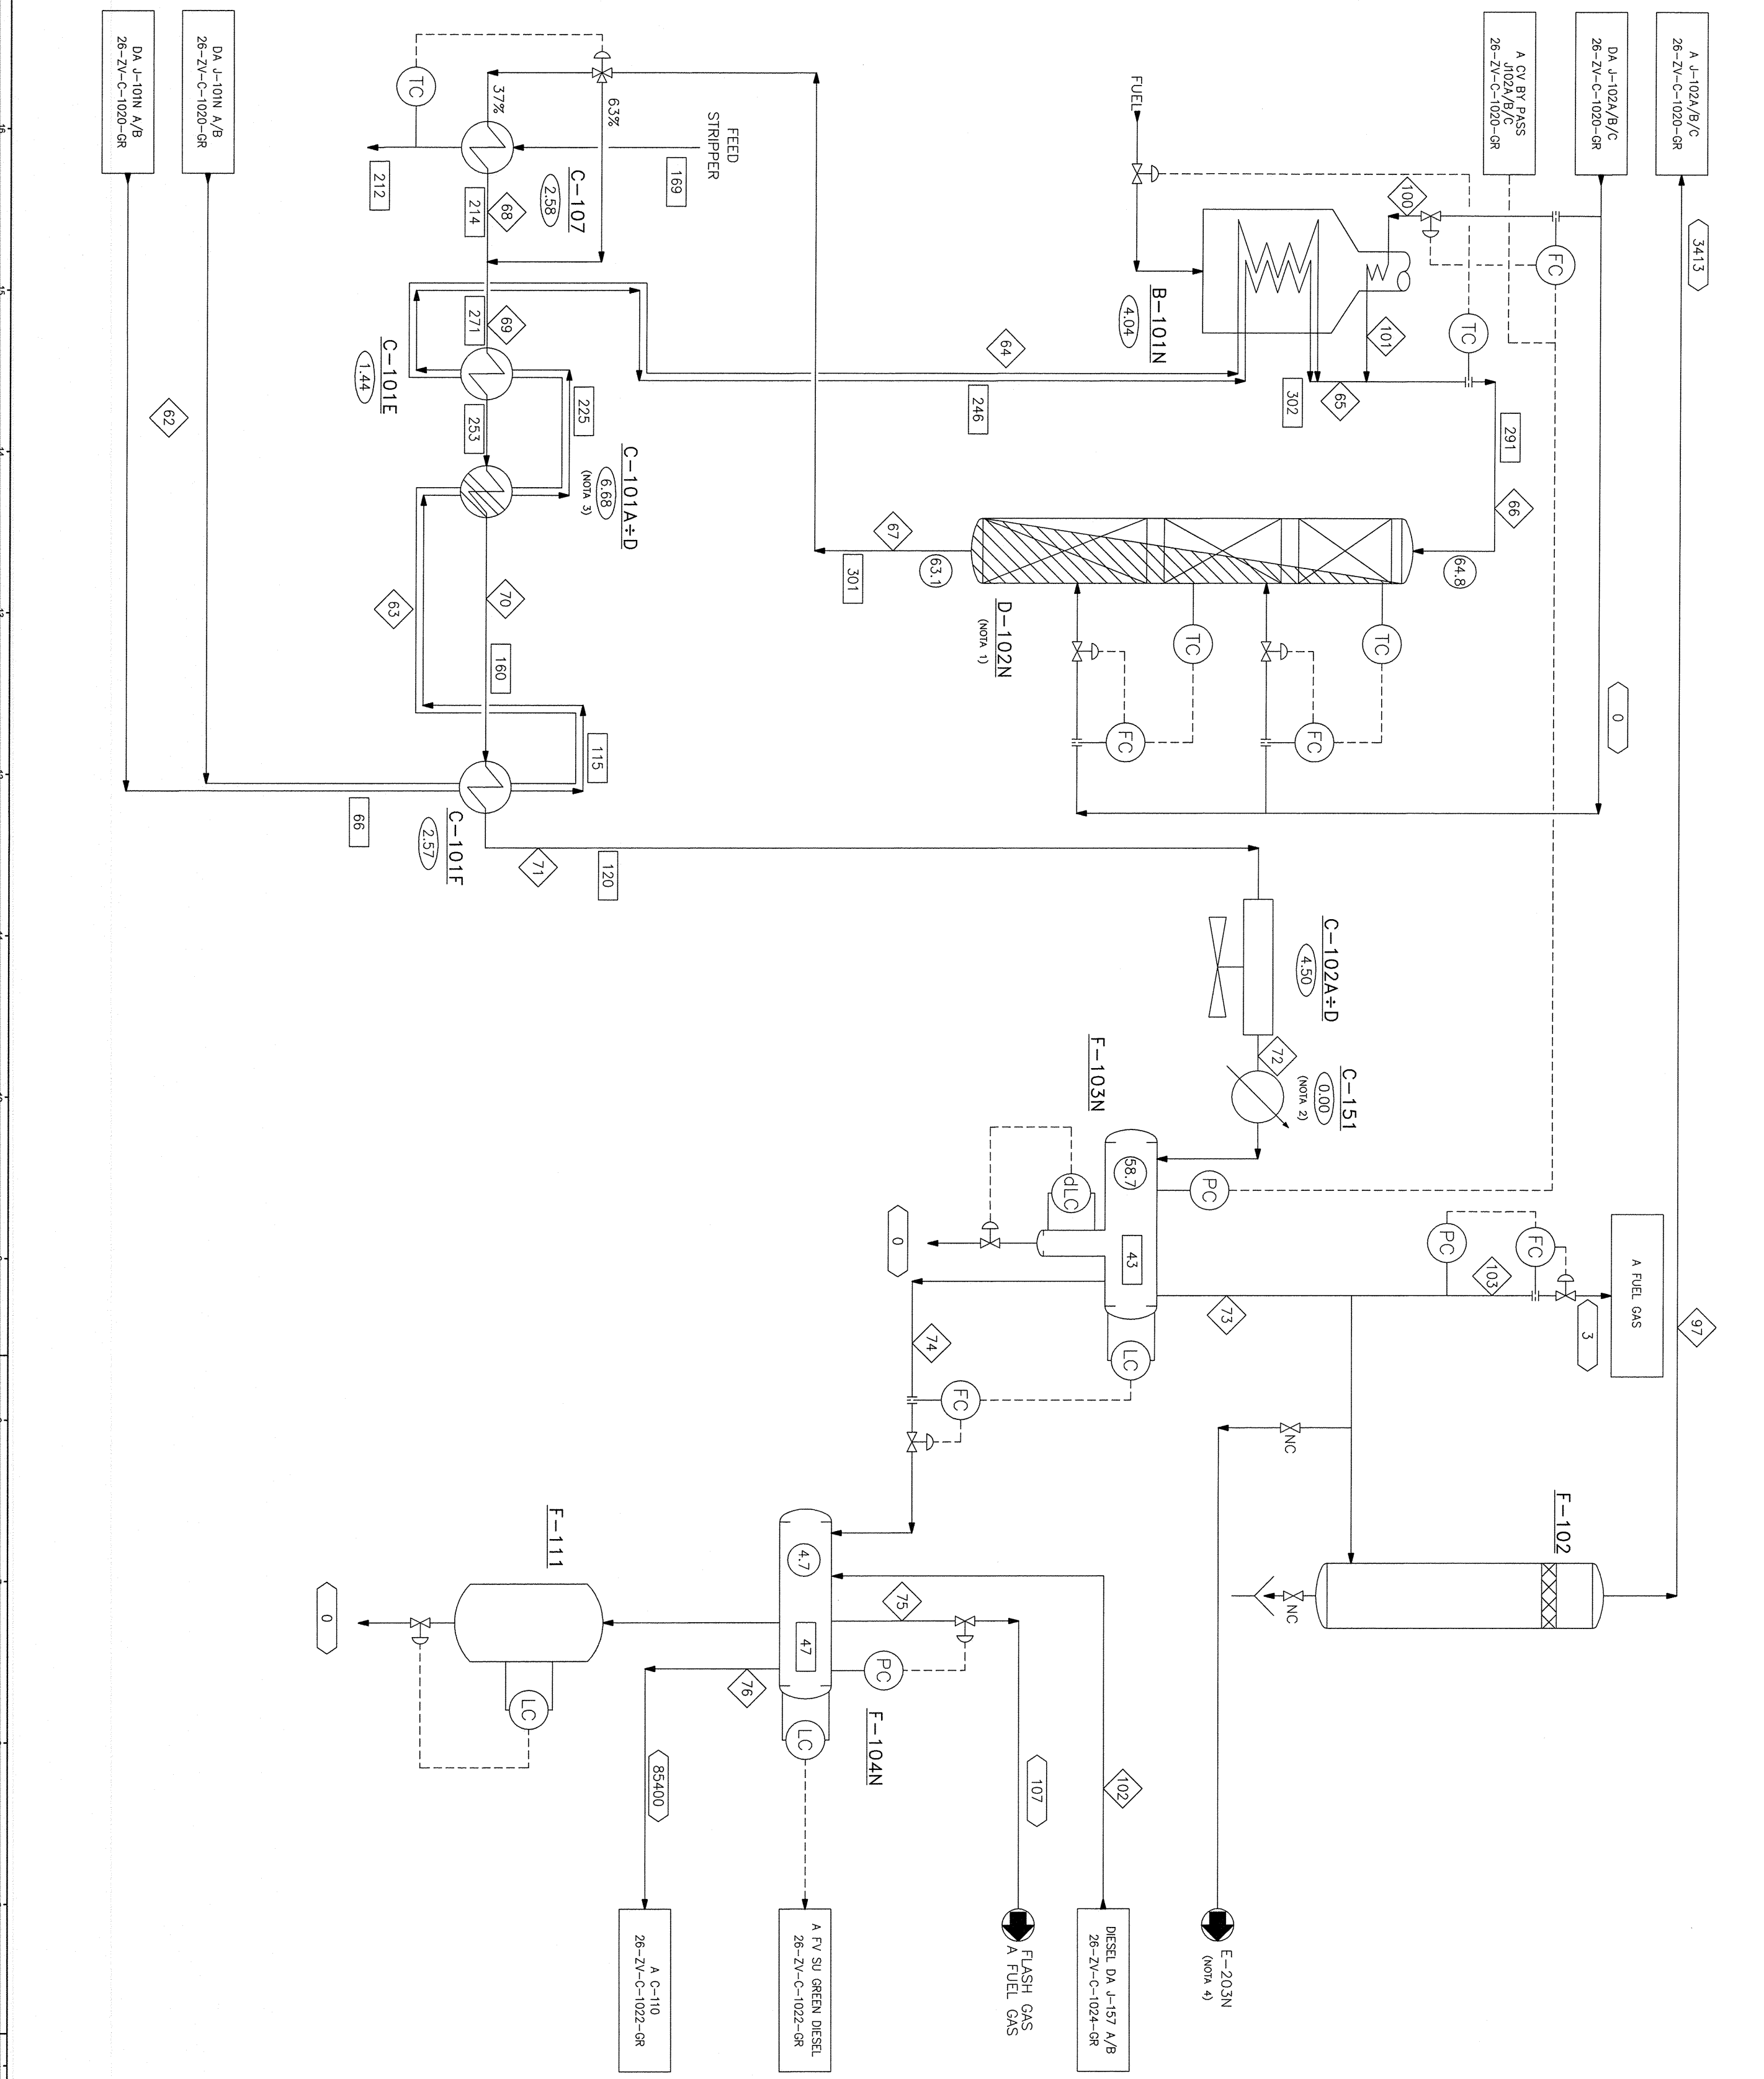 A J-102A/B/C
26-ZV-C-1020-GR
3413
97
DA J-102A/B/C
26-ZV-C-1020-GR
0
A CV BY PASS
J102A/B/C
26-ZV-C-1020-GR
FC
100
TC
101
65
302
291
66
64.8
FUEL
B-101N
4.04
64
246
D-102N
(NOTA 1)
63.1
67
301
TC
FC
TC
FC
DA J-101N A/B
26-ZV-C-1020-GR
DA J-101N A/B
26-ZV-C-1020-GR
62
TC
37%
63%
FEED
STRIPPER
169
212
C-107
2.58
68
214
69
271
C-101E
1.44
225
253
C-101A÷D
6.68
(NOTA 3)
63
70
160
115
66
C-101F
2.57
71
120
C-102A÷D
4.50
72
C-151
0.00
(NOTA 2)
F-103N
58.7
43
dLC
PC
LC
0
73
74
FC
PC
FC
103
3
A FUEL GAS
NC
F-102
NC
E-203N
(NOTA 4)
F-104N
4.7
47
75
PC
76
LC
F-111
LC
0
107
102
85400
DIESEL DA J-157 A/B
26-ZV-C-1024-GR
FLASH GAS
A FUEL GAS
A FV SU GREEN DIESEL
26-ZV-C-1022-GR
A C-110
26-ZV-C-1022-GR
16
15
14
13
12
11
10